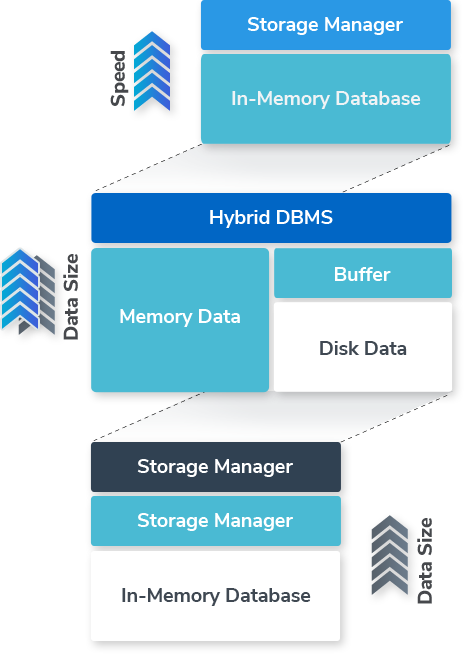 Storage Manager
Speed
In-Memory Database
Hybrid DBMS
Data Size
Memory Data
Buffer
Disk Data
Storage Manager
Storage Manager
In-Memory Database
Data Size